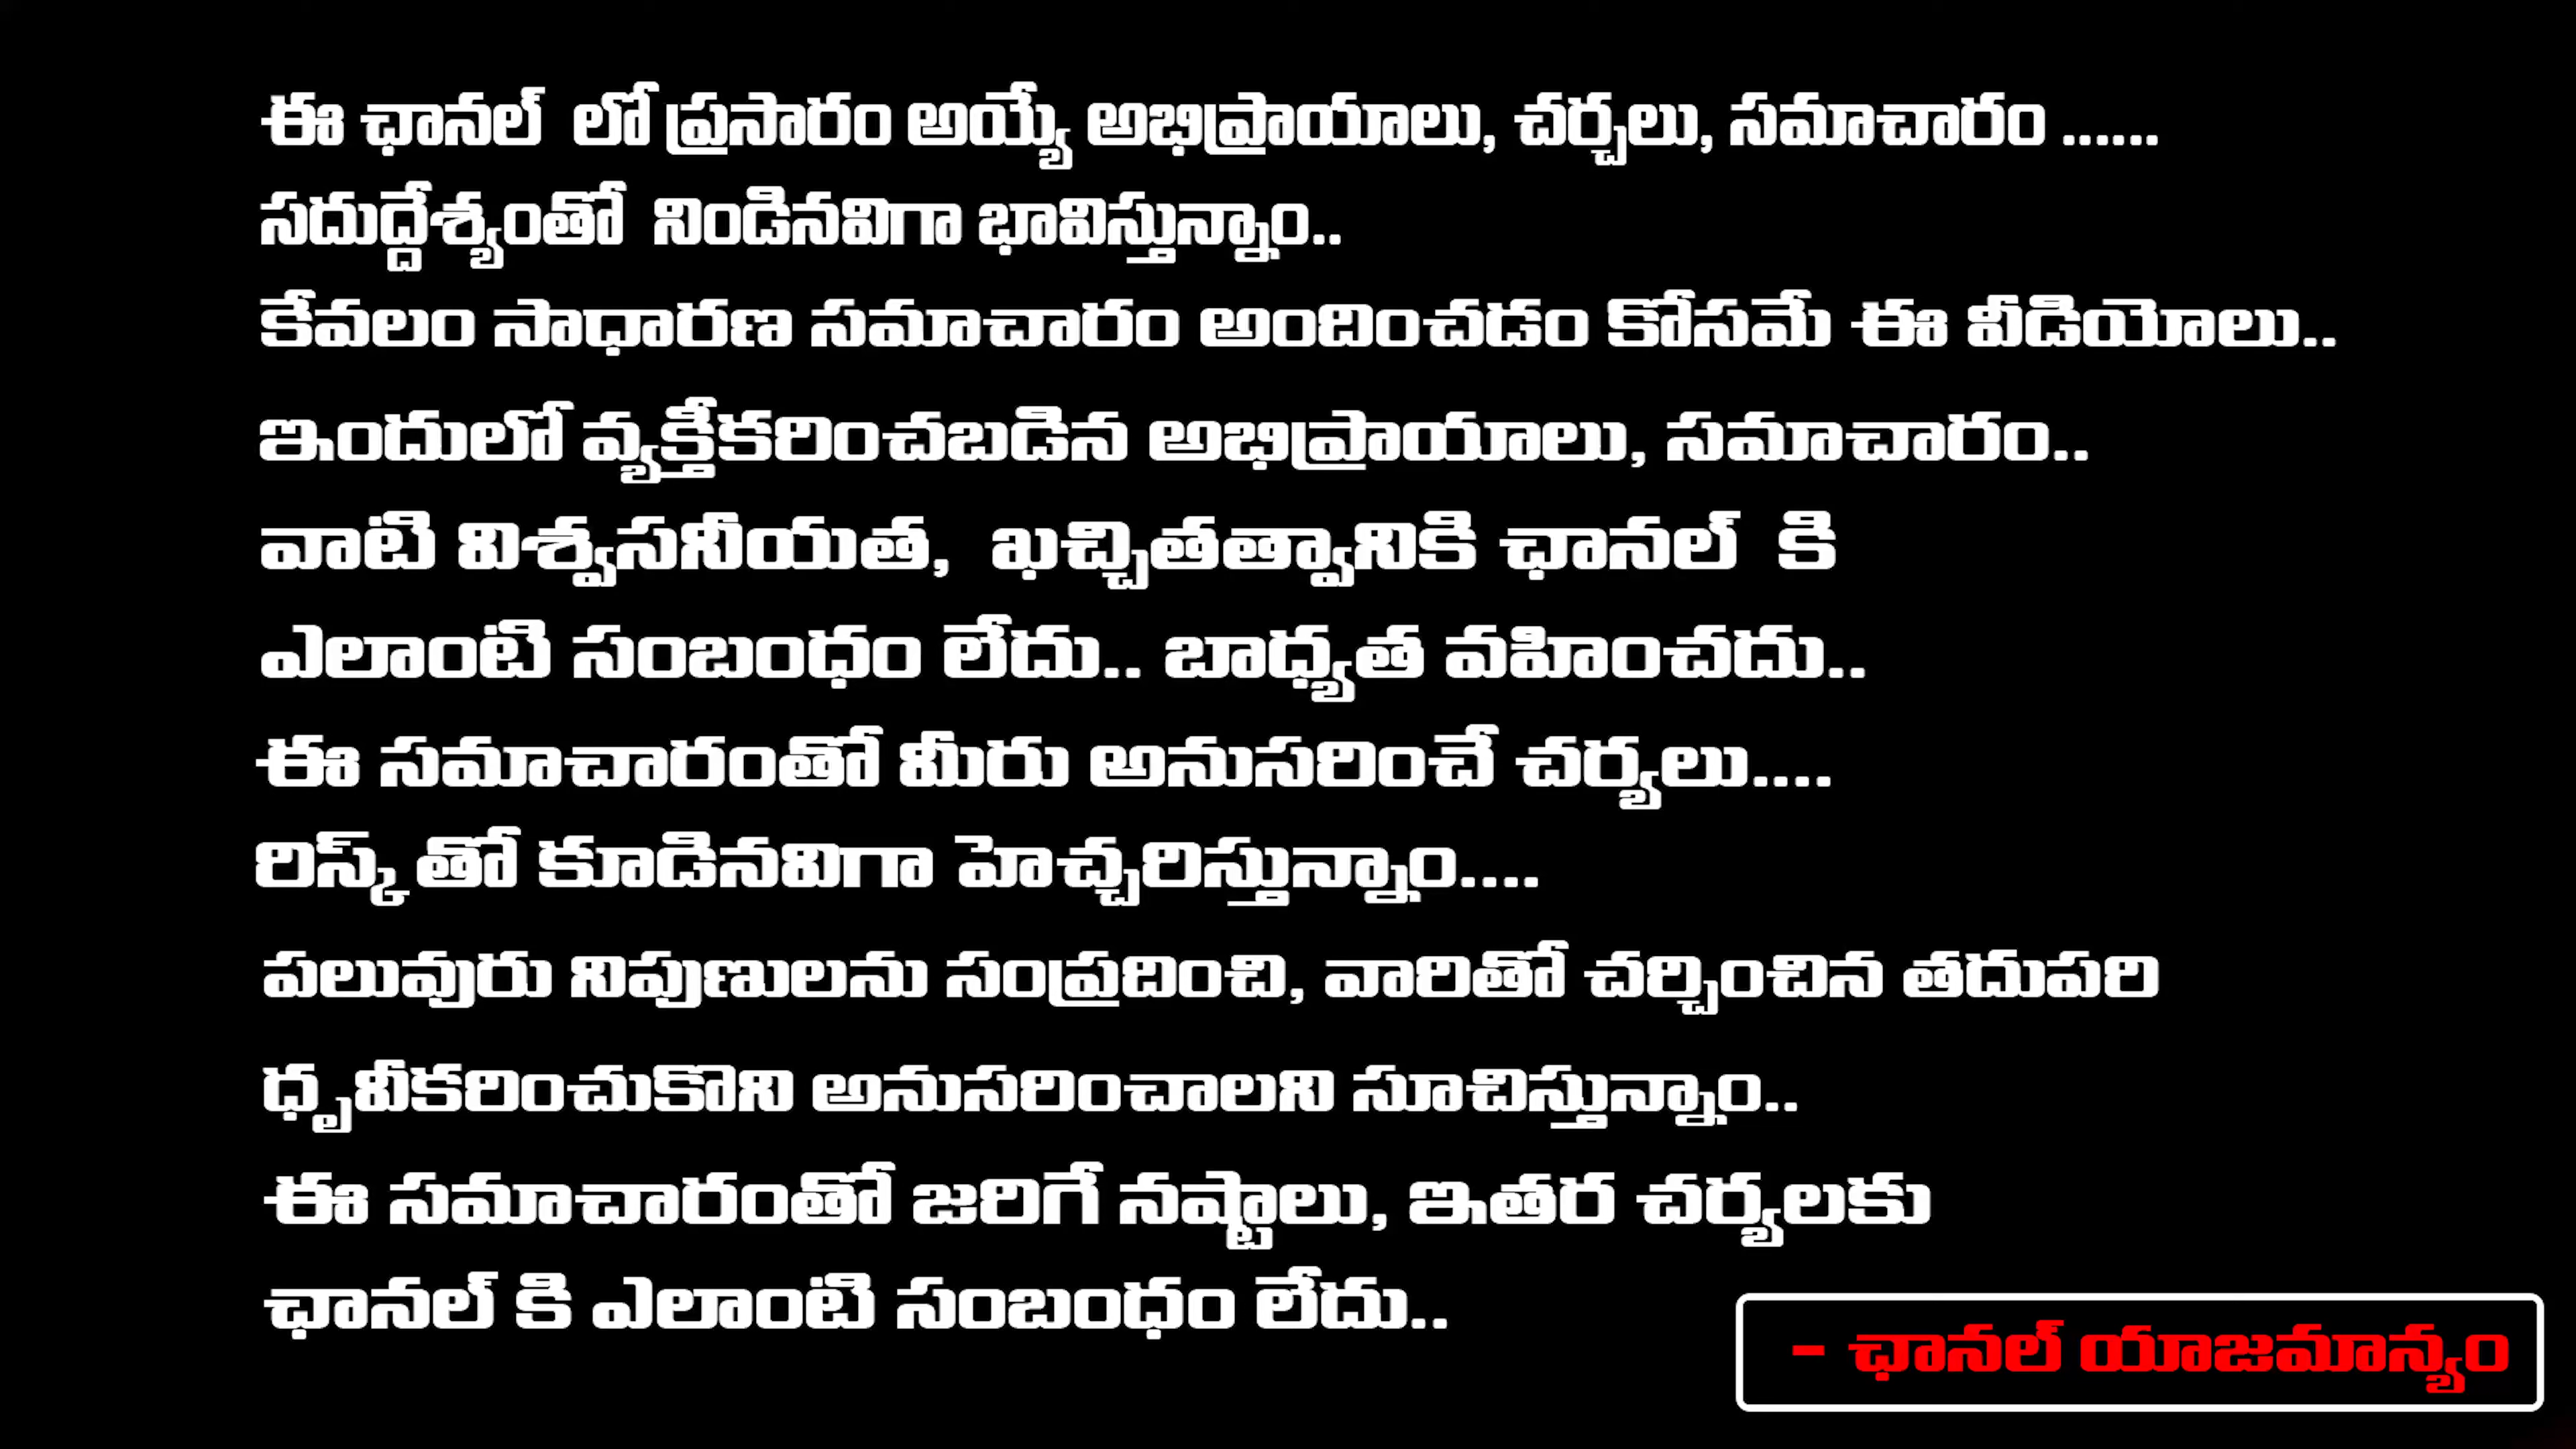 ఈ ఛానల్ లో ప్రసారం అయ్యే అభిప్రాయాలు, చర్చలు, సమాచారం ......
సదుద్దేశ్యంతో నిండినవిగా భావిస్తున్నాం..
కేవలం సాధారణ సమాచారం అందించడం కోసమే ఈ వీడియోలు..
ఇందులో వ్యక్తీకరించబడిన అభిప్రాయాలు, సమాచారం..
వాటి విశ్వసనీయత, ఖచ్చితత్వానికి ఛానల్ కి
ఎలాంటి సంబంధం లేదు.. బాధ్యత వహించదు..
ఈ సమాచారంతో మీరు అనుసరించే చర్యలు....
రిస్క్ తో కూడినవిగా హెచ్చరిస్తున్నాం....
పలువురు నిపుణులను సంప్రదించి, వారితో చర్చించిన తదుపరి
ధృవీకరించుకొని అనుసరించాలని సూచిస్తున్నాం..
ఈ సమాచారంతో జరిగే నష్టాలు, ఇతర చర్యలకు
ఛానల్ కి ఎలాంటి సంబంధం లేదు..
- ఛానల్ యాజమాన్యం